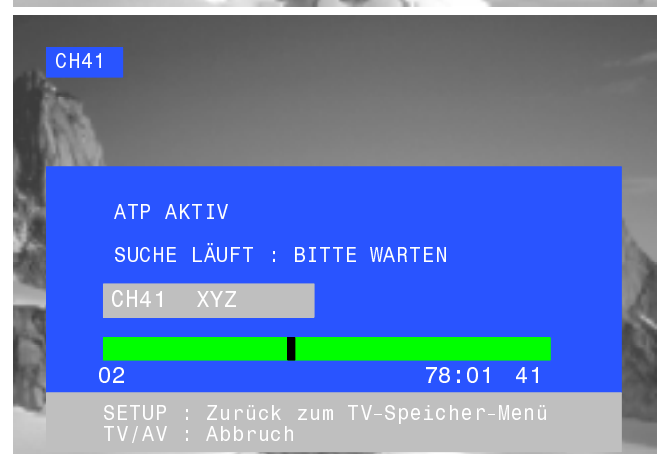 CH41
ATP AKTIV
SUCHE LÄUFT : BITTE WARTEN
CH41 XYZ
02 78:01 41
SETUP : Zurück zum TV-Speicher-Menü
TV/AV : Abbruch